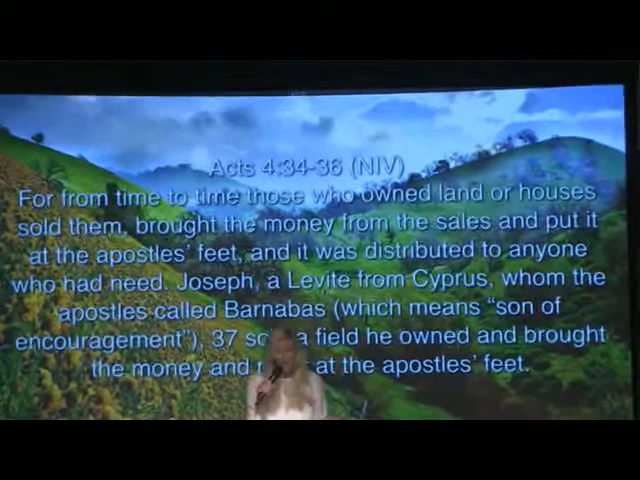 Acts 4:34-36 (NIV)
For from time to time those who owned land or houses
sold them, brought the money from the sales and put it
at the apostles’ feet, and it was distributed to anyone
who had need. Joseph, a Levite from Cyprus, whom the
apostles called Barnabas (which means “son of
encouragement”), 37 a field he owned and brought
the money and at the apostles’ feet.